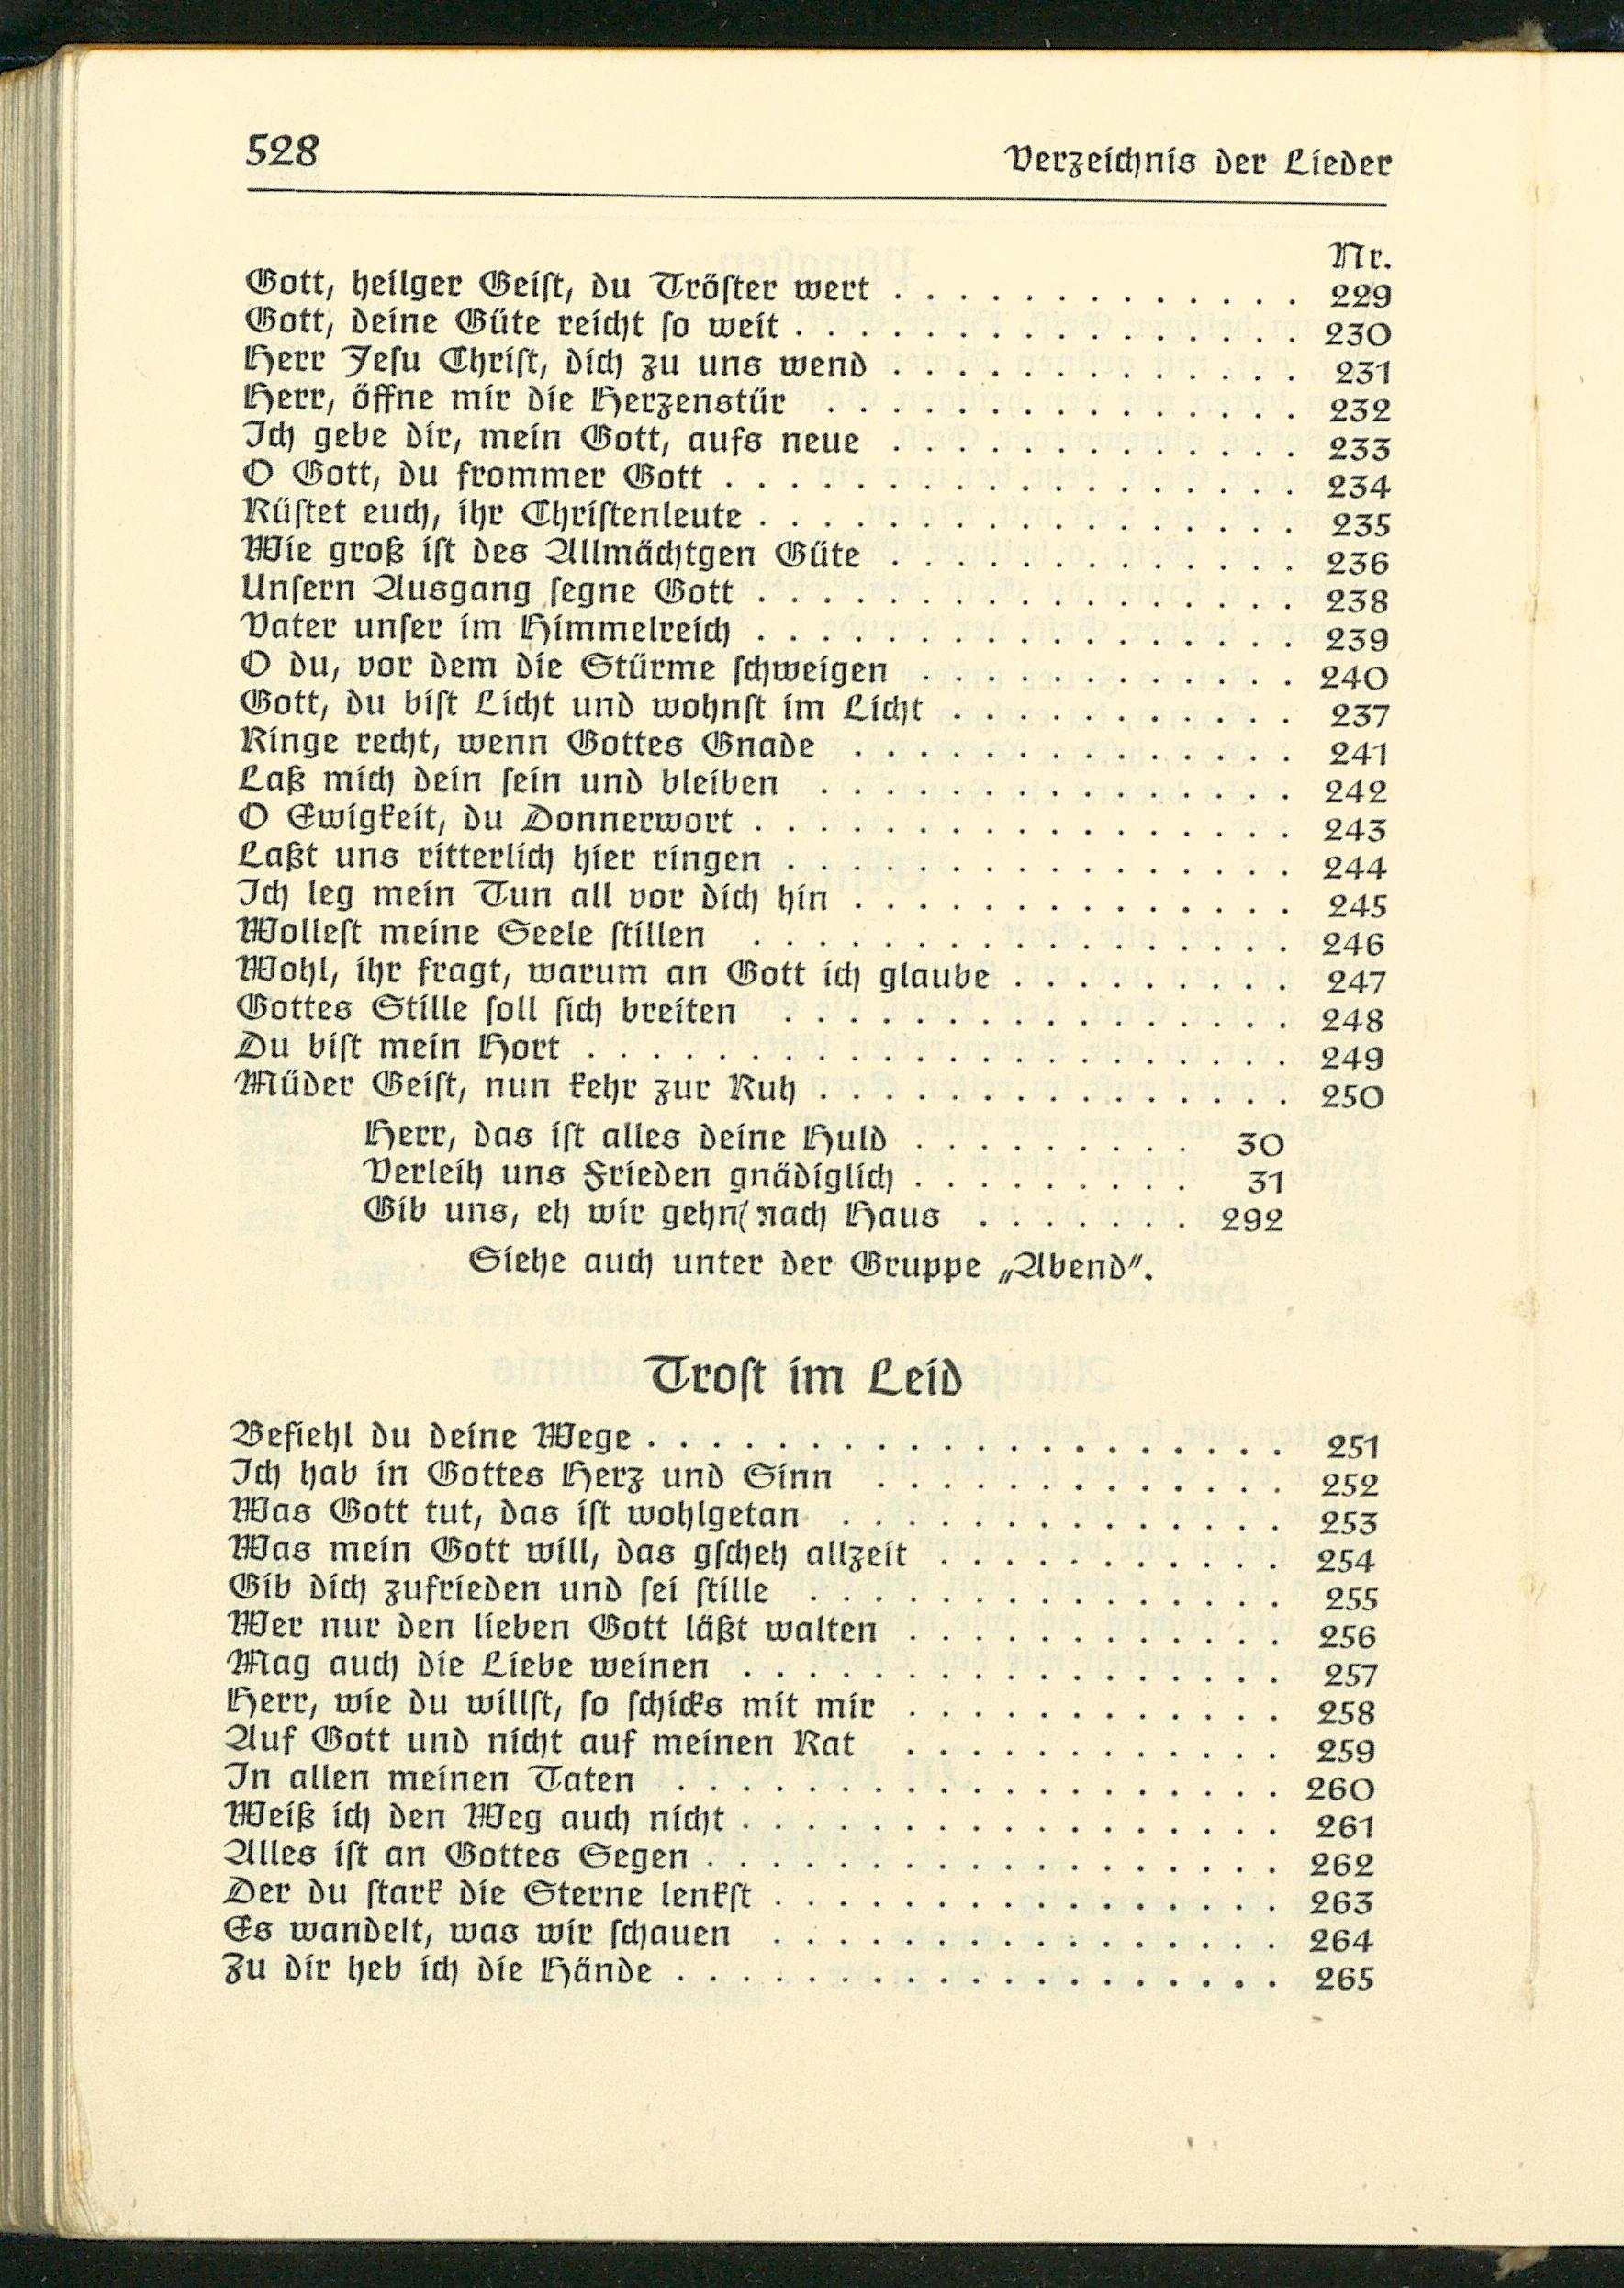 528
Verzeichnis der Lieder
Nr.
Gott, heilger Geiſt, du Tröſter wert . . . . . . . . . . . . . 229
Gott, deine Güte reicht ſo weit . . . . . . . . . . . . . . . . 230
Herr Jeſu Chriſt, dich zu uns wend . . . . . . . . . . . . . 231
Herr, öffne mir die Herzenstür . . . . . . . . . . . . . . . 232
Ich gebe dir, mein Gott, aufs neue . . . . . . . . . . . . . 233
O Gott, du frommer Gott . . . . . . . . . . . . . . . . . . 234
Rüſtet euch, ihr Chriſtenleute . . . . . . . . . . . . . . . . . 235
Wie groß iſt des Allmächtgen Güte . . . . . . . . . . . . . 236
Unſern Ausgang ſegne Gott . . . . . . . . . . . . . . . . . 238
Vater unſer im Himmelreich . . . . . . . . . . . . . . . . . 239
O du, vor dem die Stürme ſchweigen . . . . . . . . . . . . 240
Gott, du biſt Licht und wohnſt im Licht . . . . . . . . . . . 237
Ringe recht, wenn Gottes Gnade . . . . . . . . . . . . . . 241
Laß mich dein ſein und bleiben . . . . . . . . . . . . . . . 242
O Ewigkeit, du Donnerwort . . . . . . . . . . . . . . . . . 243
Laßt uns ritterlich hier ringen . . . . . . . . . . . . . . . . 244
Ich leg mein Tun all vor dich hin . . . . . . . . . . . . . . 245
Wolleſt meine Seele ſtillen . . . . . . . . . . . . . . . . . 246
Wohl, ihr fragt, warum an Gott ich glaube . . . . . . . . . 247
Gottes Stille ſoll ſich breiten . . . . . . . . . . . . . . . . 248
Du biſt mein Hort . . . . . . . . . . . . . . . . . . . . . . 249
Müder Geiſt, nun kehr zur Ruh . . . . . . . . . . . . . . . 250
Herr, das iſt alles deine Huld . . . . . . . . . 30
Verleih uns Frieden gnädiglich . . . . . . . . . 31
Gib uns, eh wir gehn nach Haus . . . . . . . 292
Siehe auch unter der Gruppe „Abend“.
Troſt im Leid
Befiehl du deine Wege . . . . . . . . . . . . . . . . . . . . 251
Ich hab in Gottes Herz und Sinn . . . . . . . . . . . . . 252
Was Gott tut, das iſt wohlgetan . . . . . . . . . . . . . . 253
Was mein Gott will, das gſcheh allzeit . . . . . . . . . . . 254
Gib dich zufrieden und ſei ſtille . . . . . . . . . . . . . . . 255
Wer nur den lieben Gott läßt walten . . . . . . . . . . . . 256
Mag auch die Liebe weinen . . . . . . . . . . . . . . . . . 257
Herr, wie du willſt, ſo ſchicks mit mir . . . . . . . . . . . . 258
Auf Gott und nicht auf meinen Rat . . . . . . . . . . . . 259
In allen meinen Taten . . . . . . . . . . . . . . . . . . . 260
Weiß ich den Weg auch nicht . . . . . . . . . . . . . . . . . 261
Alles iſt an Gottes Segen . . . . . . . . . . . . . . . . . . 262
Der du ſtark die Sterne lenkſt . . . . . . . . . . . . . . . . 263
Es wandelt, was wir ſchauen . . . . . . . . . . . . . . . . 264
Zu dir heb ich die Hände . . . . . . . . . . . . . . . . . . . 265